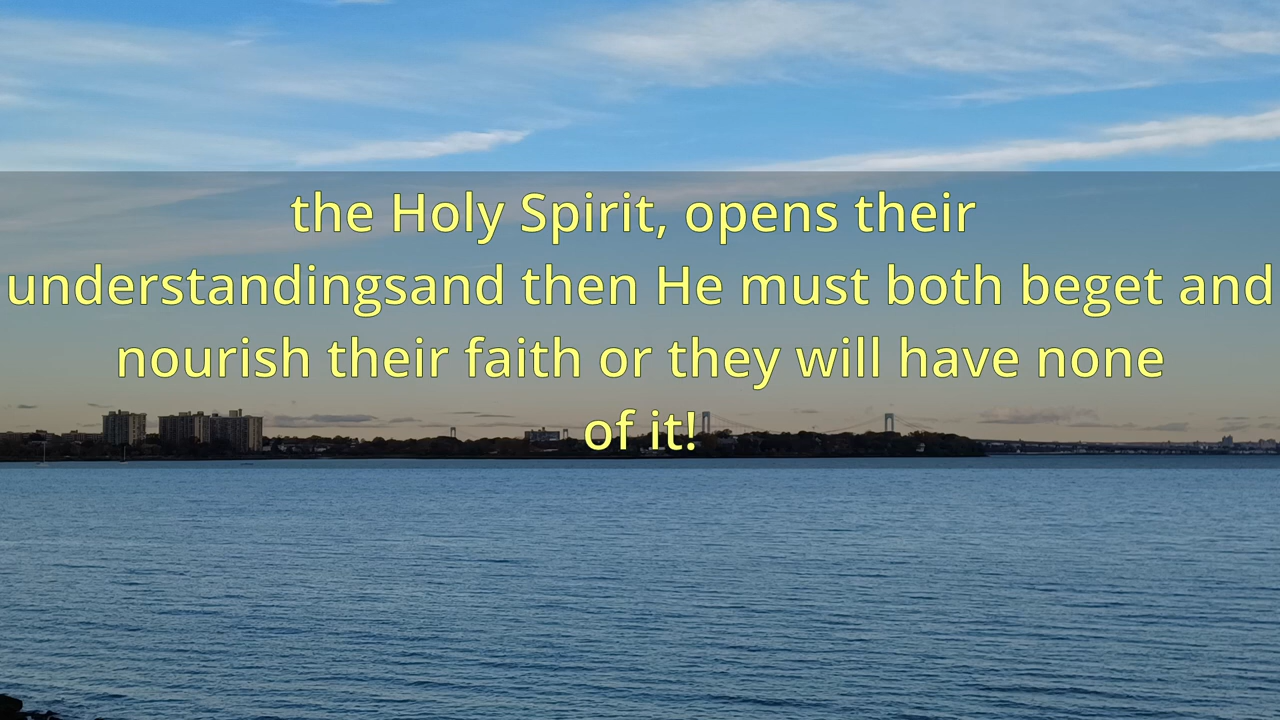 the Holy Spirit, opens their
understandingsand then He must both beget and
nourish their faith or they will have none
of it!